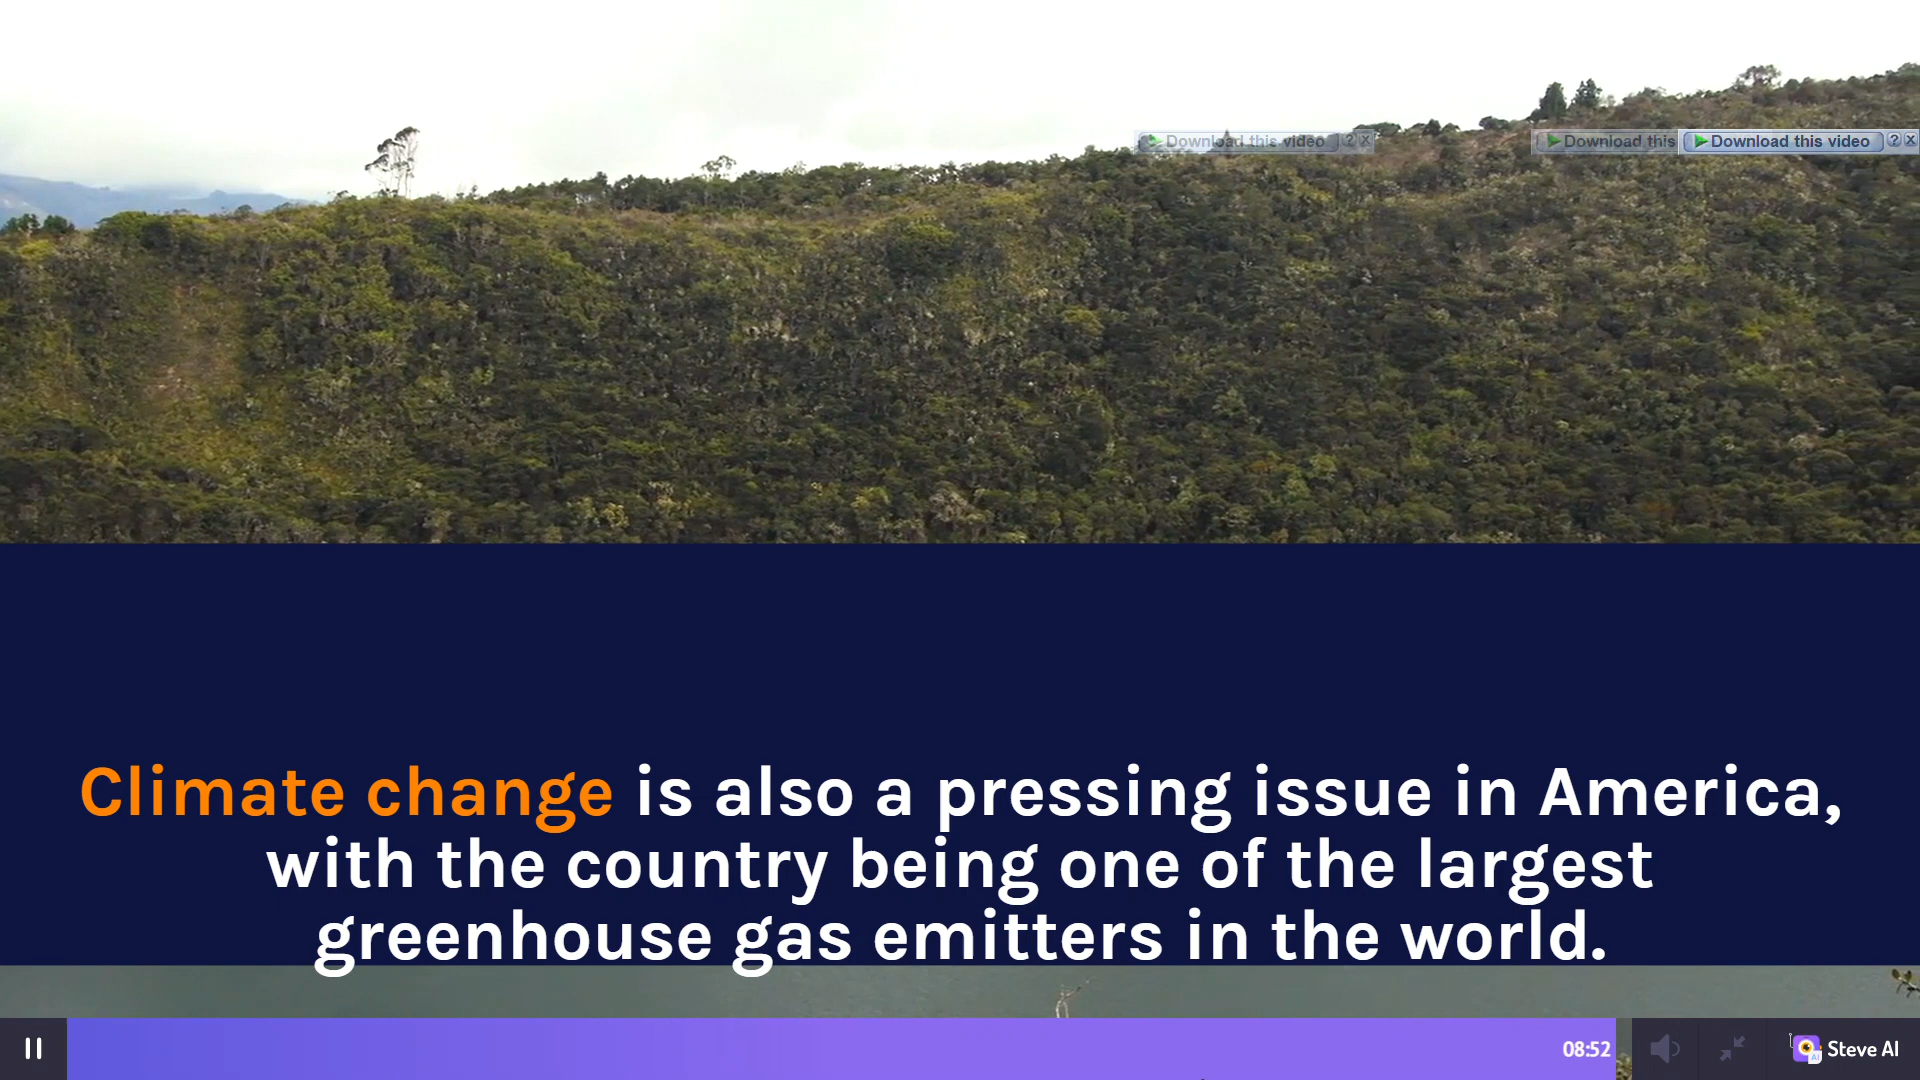 Download this video
Download this
Download this video
Climate change is also a pressing issue in America,
with the country being one of the largest
greenhouse gas emitters in the world.
08:52
AI
Steve AI